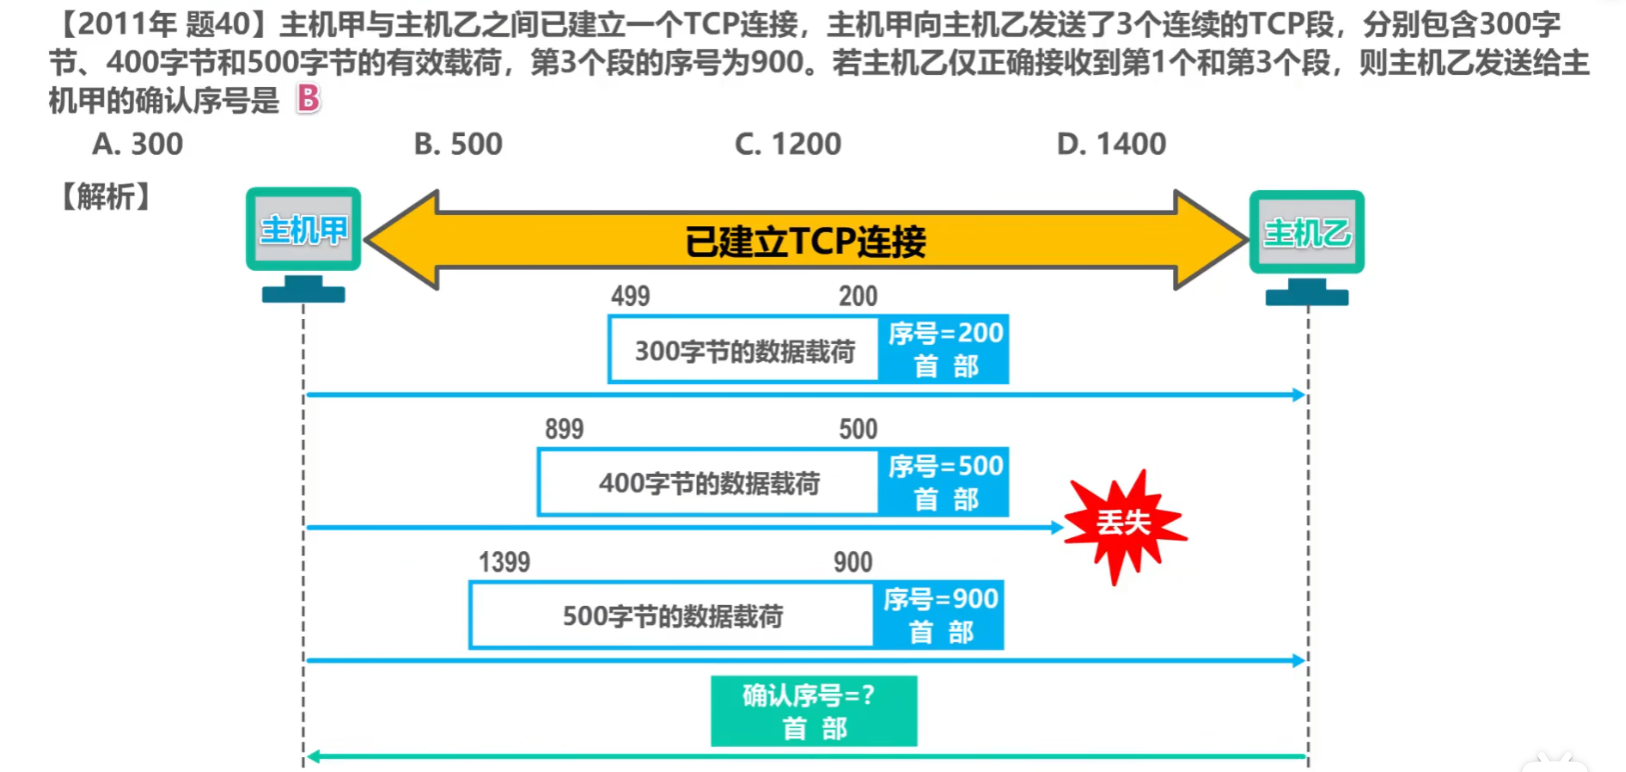 【2011年 题40】主机甲与主机乙之间已建立一个TCP连接，主机甲向主机乙发送了3个连续的TCP段，分别包含300字
节、400字节和500字节的有效载荷，第3个段的序号为900。若主机乙仅正确接收到第1个和第3个段，则主机乙发送给主
机甲的确认序号是 B
A. 300 B. 500 C. 1200 D. 1400
【解析】
主机甲 已建立TCP连接 主机乙
499 200
300字节的数据载荷 序号=200
首 部
899 500
400字节的数据载荷 序号=500
首 部
丢失
1399 900
500字节的数据载荷 序号=900
首 部
确认序号=？
首 部